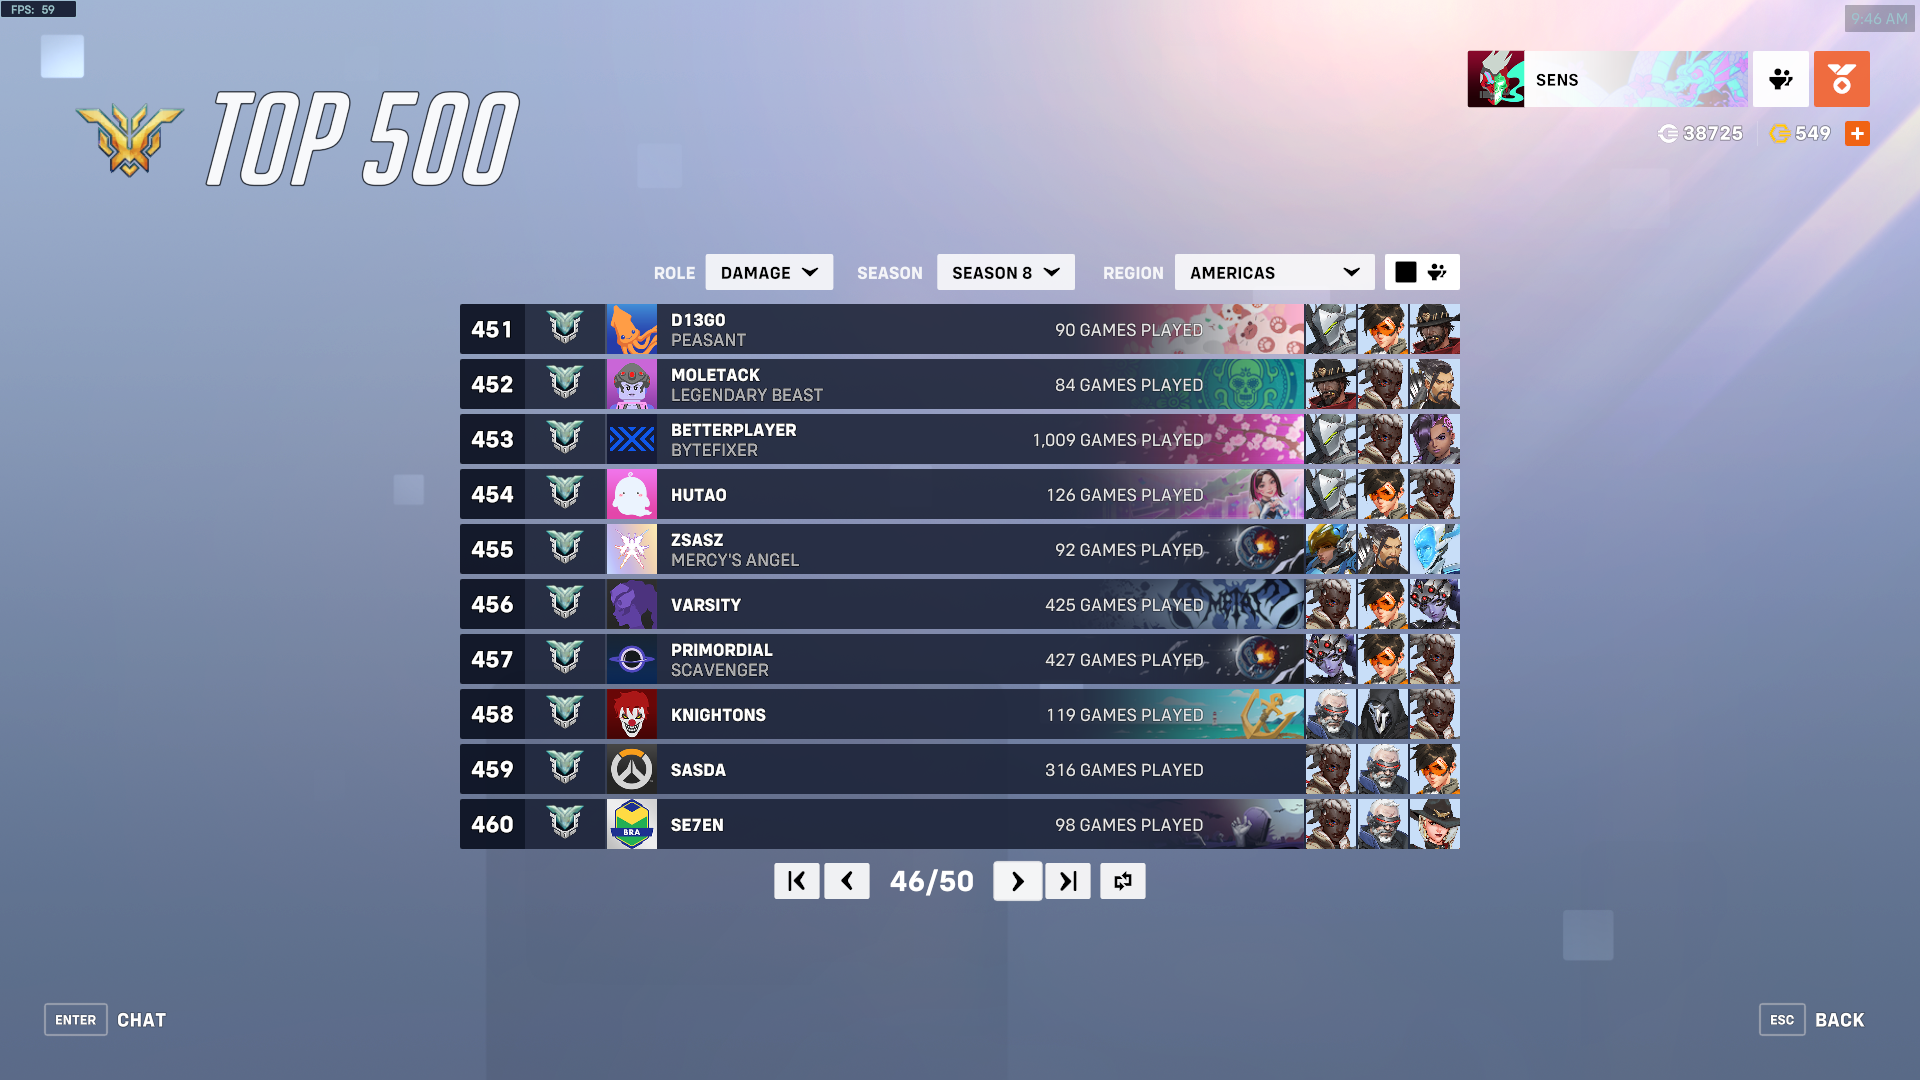 FPS: 59
9:46 AM
TOP 500
SENS
38725
549
ROLE DAMAGE SEASON SEASON 8 REGION AMERICAS
451 D13GO 90 GAMES PLAYED
PEASANT
452 MOLETACK 84 GAMES PLAYED
LEGENDARY BEAST
453 BETTERPLAYER 1,009 GAMES PLAYED
BYTEFIXER
454 HUTAO 126 GAMES PLAYED
455 ZSASZ 92 GAMES PLAYED
MERCY'S ANGEL
456 VARSITY 425 GAMES PLAYED METAL
457 PRIMORDIAL 427 GAMES PLAYED
SCAVENGER
458 KNIGHTONS 119 GAMES PLAYED
459 SASDA 316 GAMES PLAYED
460 BRA SE7EN 98 GAMES PLAYED
46/50
ENTER CHAT
ESC BACK